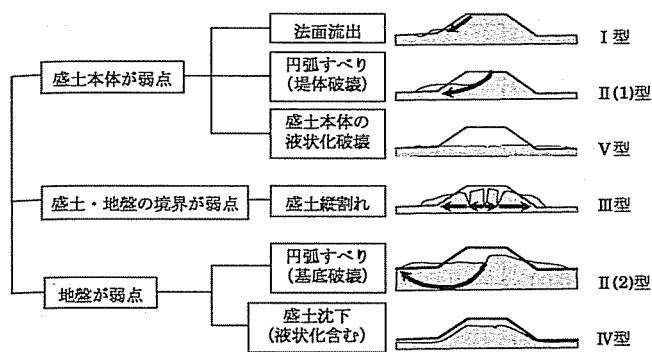 法面流出
I型
盛土本体が弱点
円弧すべり
(堤体破壊)
II(1)型
盛土本体の
液状化破壊
V型
盛土・地盤の境界が弱点
盛土縦割れ
III型
円弧すべり
(基底破壊)
II(2)型
地盤が弱点
盛土沈下
(液状化含む)
IV型